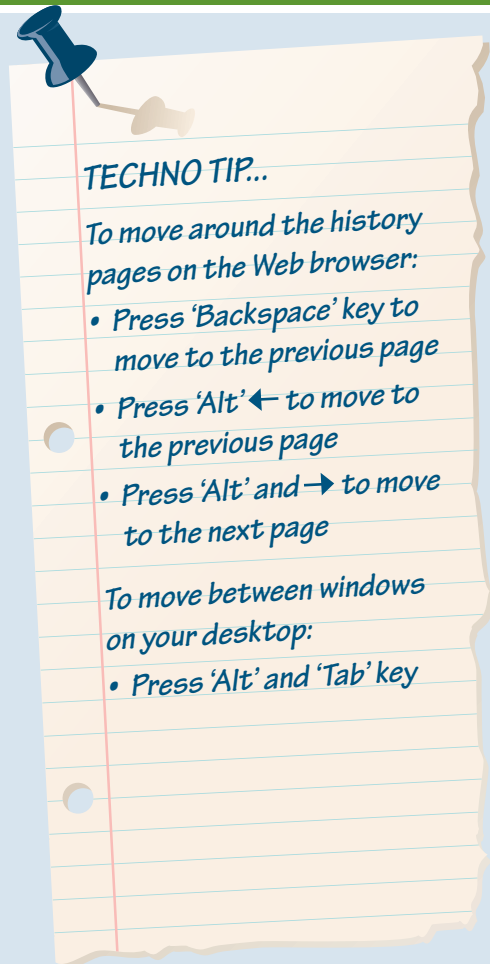 TECHNO TIP...
To move around the history
pages on the Web browser:
• Press ‘Backspace’ key to
move to the previous page
• Press ‘Alt’ ← to move to
the previous page
• Press ‘Alt’ and → to move
to the next page
To move between windows
on your desktop:
• Press ‘Alt’ and ‘Tab’ key